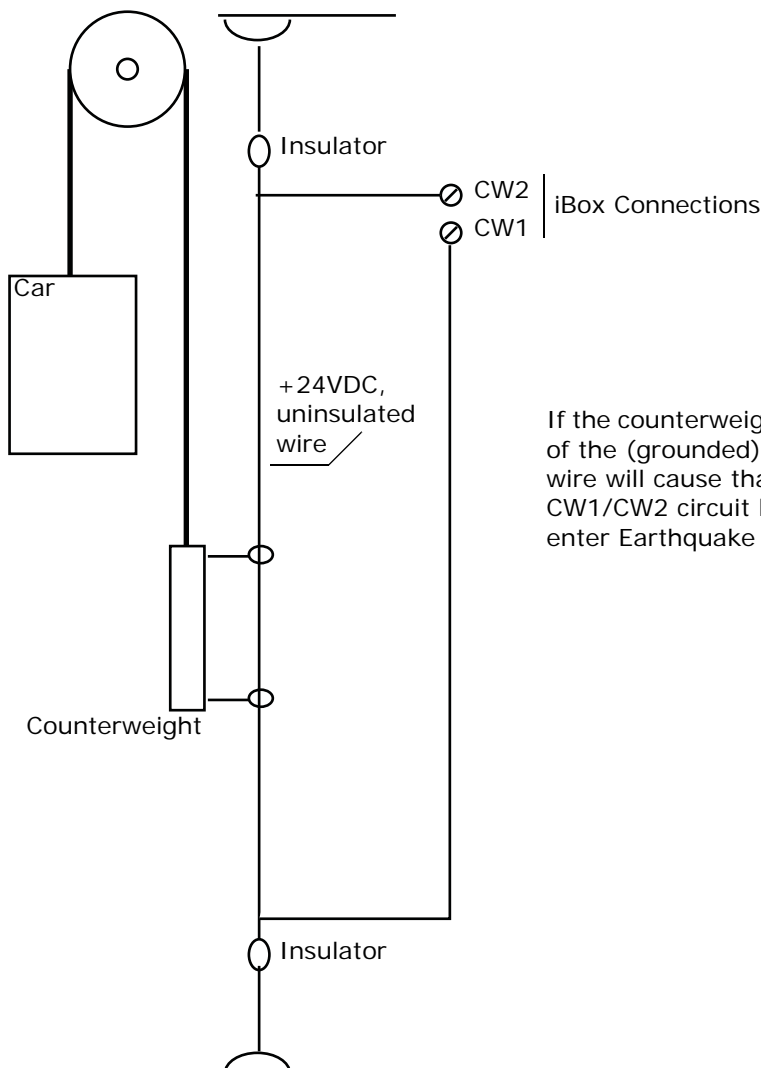 Insulator
CW2
iBox Connections
CW1
Car
+24VDC,
uninsulated
wire
If the counterweig
of the (grounded)
wire will cause tha
CW1/CW2 circuit
enter Earthquake
Counterweight
Insulator